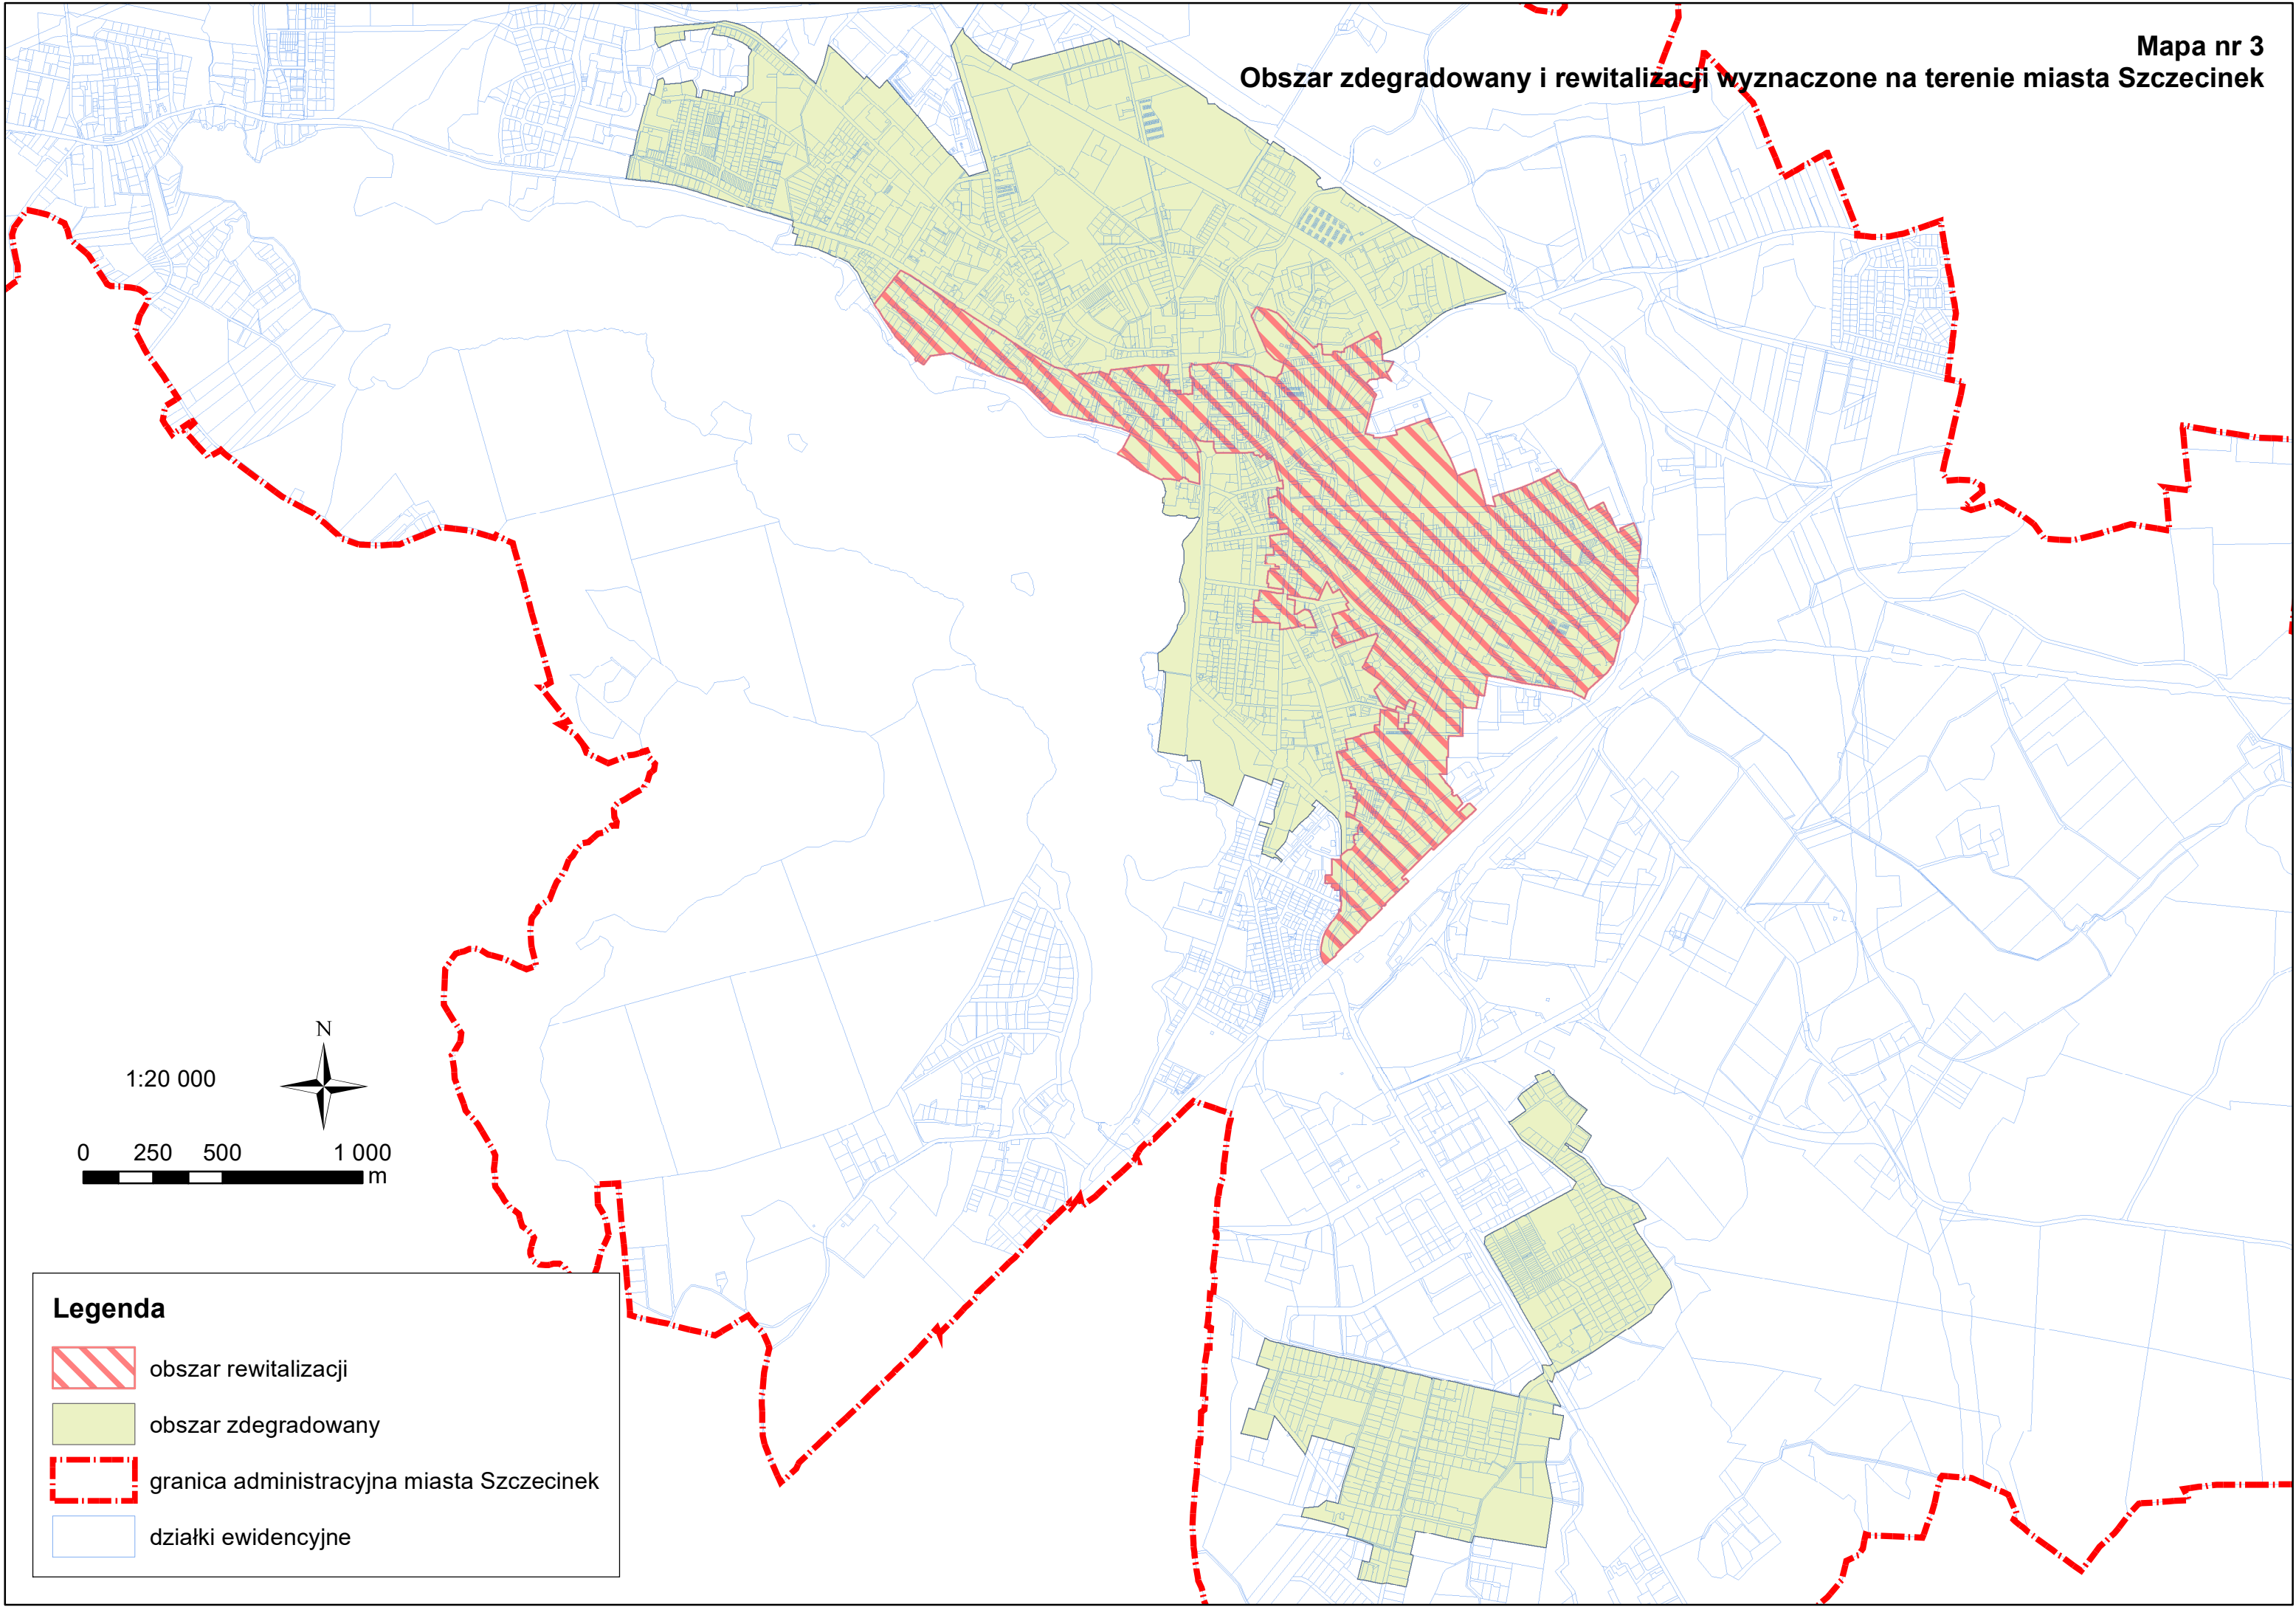 Mapa nr 3
Obszar zdegradowany i rewitalizacji wyznaczone na terenie miasta Szczecinek
N
1:20 000
0 250 500 1 000
m
Legenda
obszar rewitalizacji
obszar zdegradowany
granica administracyjna miasta Szczecinek
działki ewidencyjne